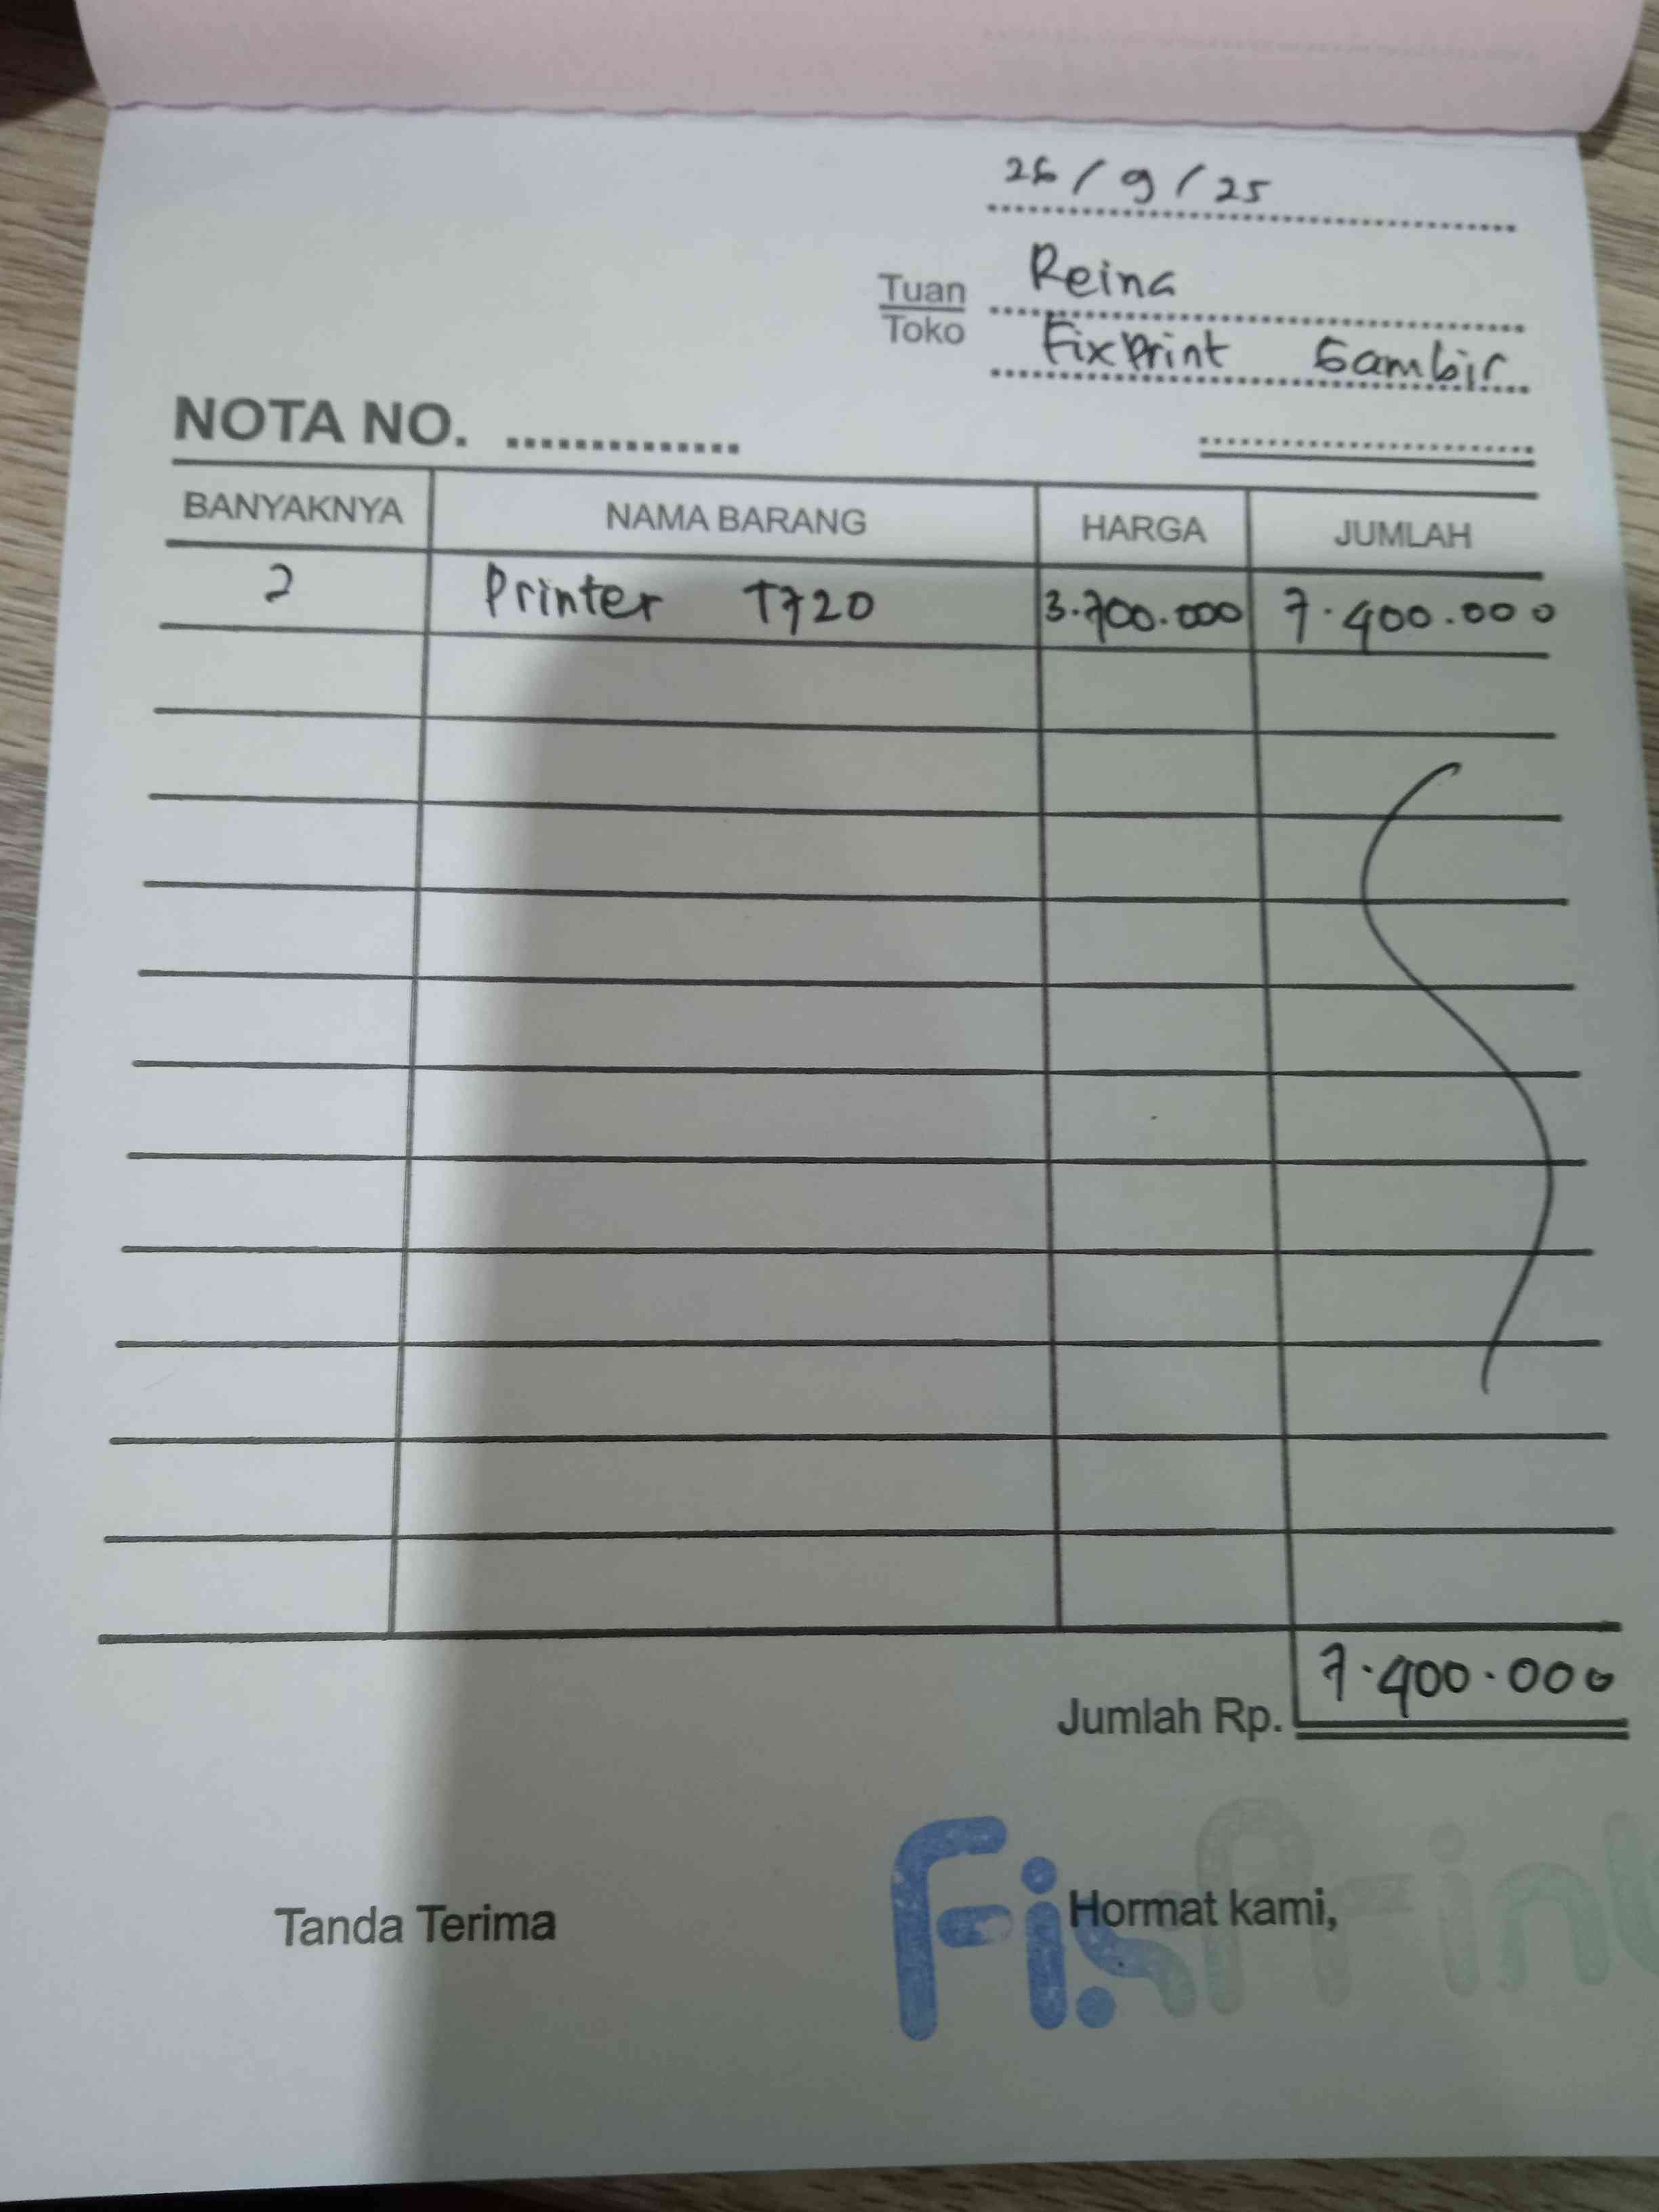 26/9/25
Tuan Reina
Toko FixPrint Gambir
NOTA NO. ..............
BANYAKNYA NAMA BARANG HARGA JUMLAH
2 Printer T720 3.700.000 7.400.000
Jumlah Rp. 7.400.000
Tanda Terima Hormat kami,
FixPrint